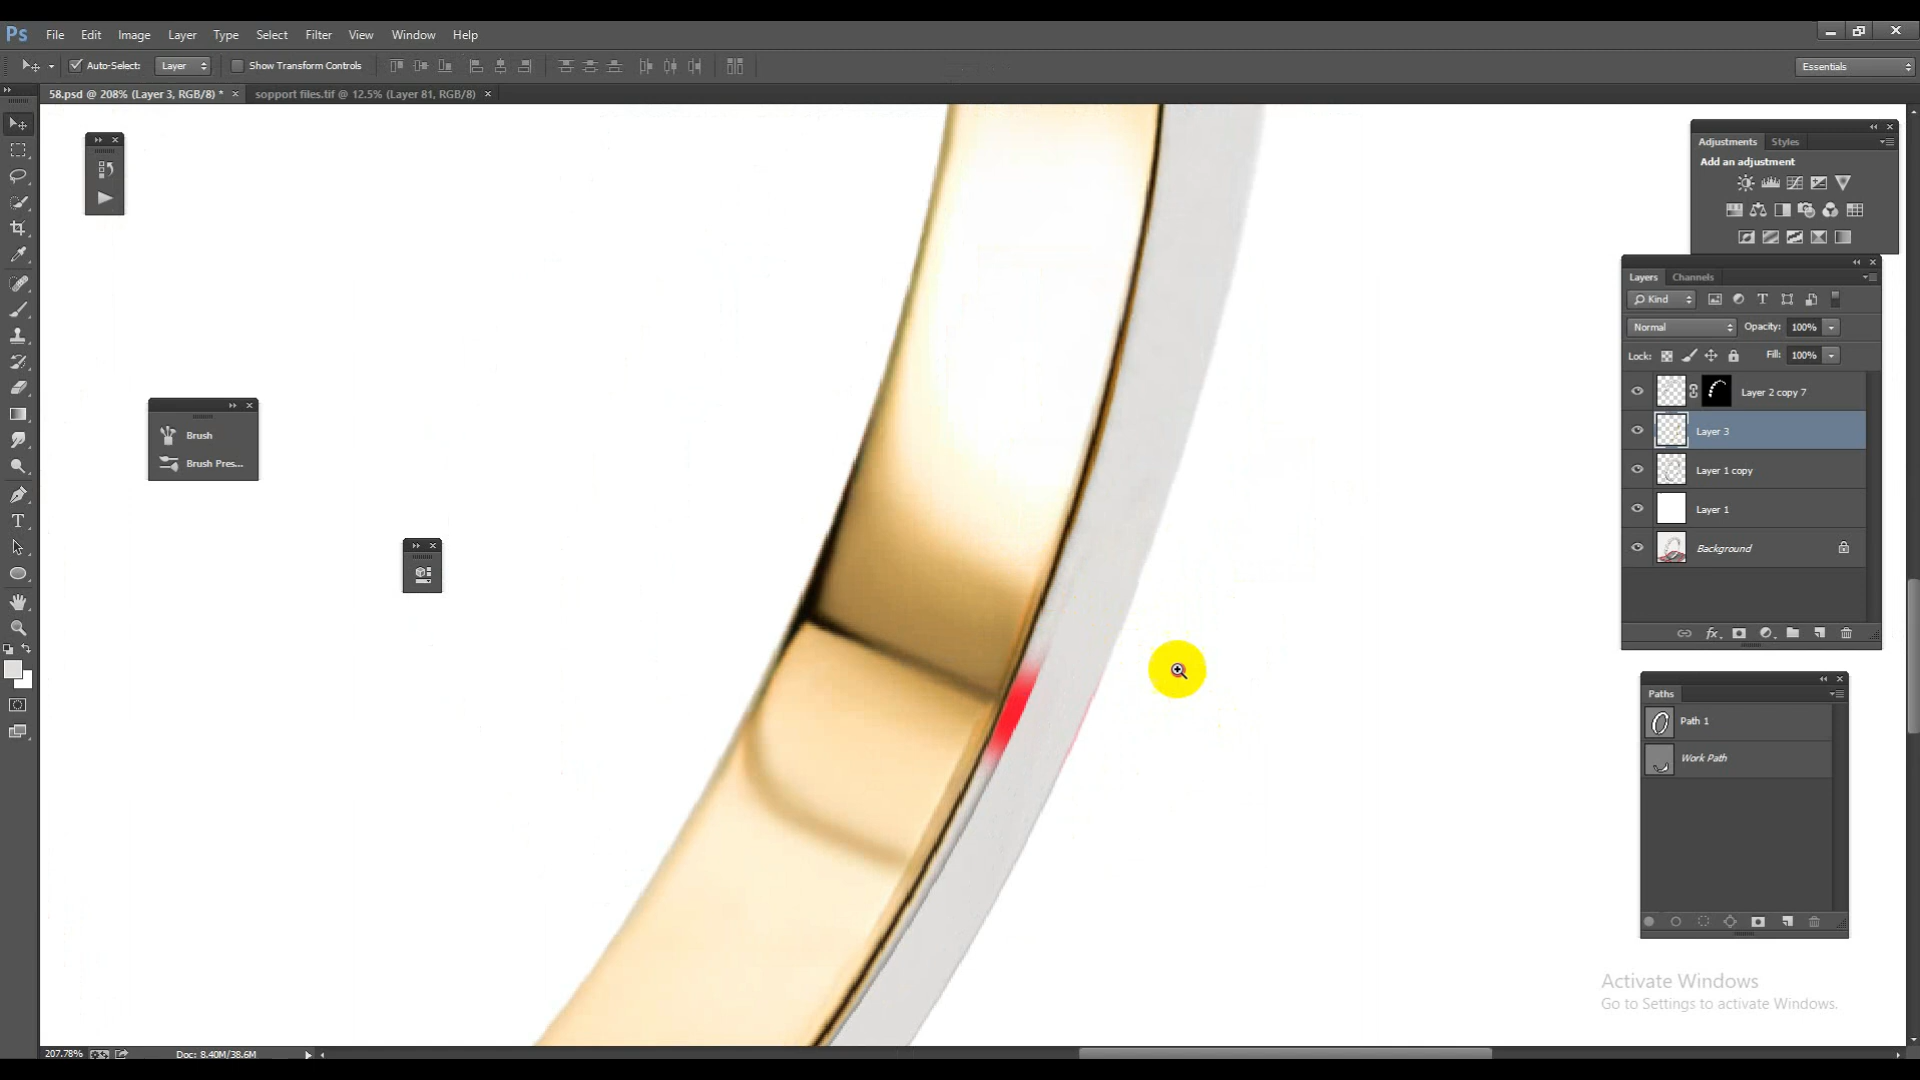 Ps File Edit Image Layer Type Select Filter View Window Help
Auto-Select: Layer Show Transform Controls Essentials
58.psd @ 208% (Layer 3, RGB/8) * × sopport files.tif @ 12.5% (Layer 81, RGB/8) ×
Adjustments Styles
Add an adjustment
Layers Channels
Kind
Normal Opacity: 100%
Lock: Fill: 100%
Layer 2 copy 7
Layer 3
Layer 1 copy
Layer 1
Background
Brush
Brush Pres...
Paths
Path 1
Work Path
Activate Windows
Go to Settings to activate Windows.
207.78% Doc: 8.40M/38.6M